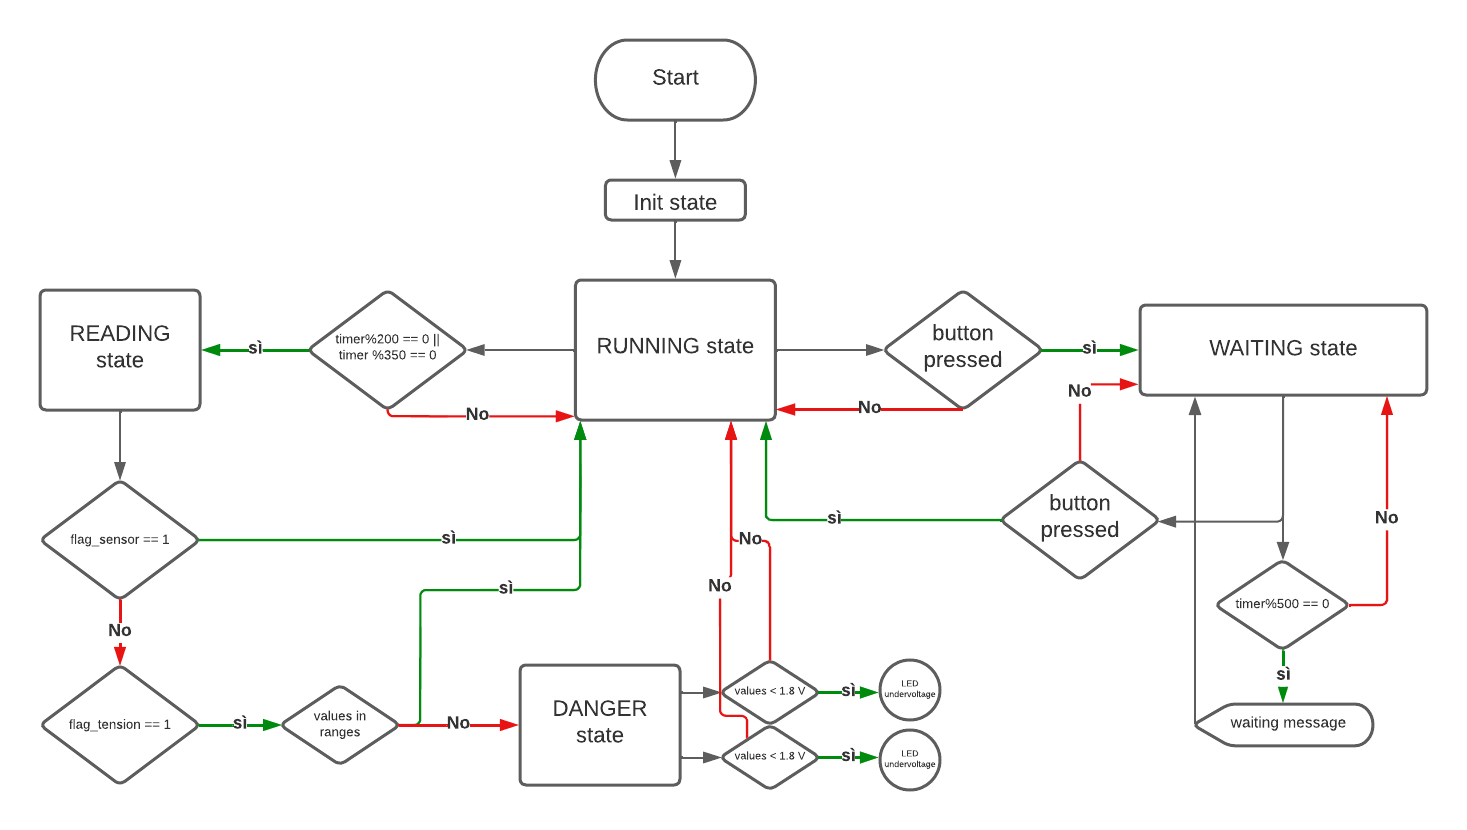 Start
Init state
READING
state
timer%200 == 0 ||
timer %350 == 0
sì
No
RUNNING state
button
pressed
sì
No
WAITING state
No
button
pressed
sì
No
flag_sensor == 1
sì
No
sì
No
No
timer%500 == 0
sì
flag_tension == 1
sì
values in
ranges
No
DANGER
state
values < 1.8 V
sì
LED
undervoltage
values < 1.8 V
sì
LED
undervoltage
waiting message